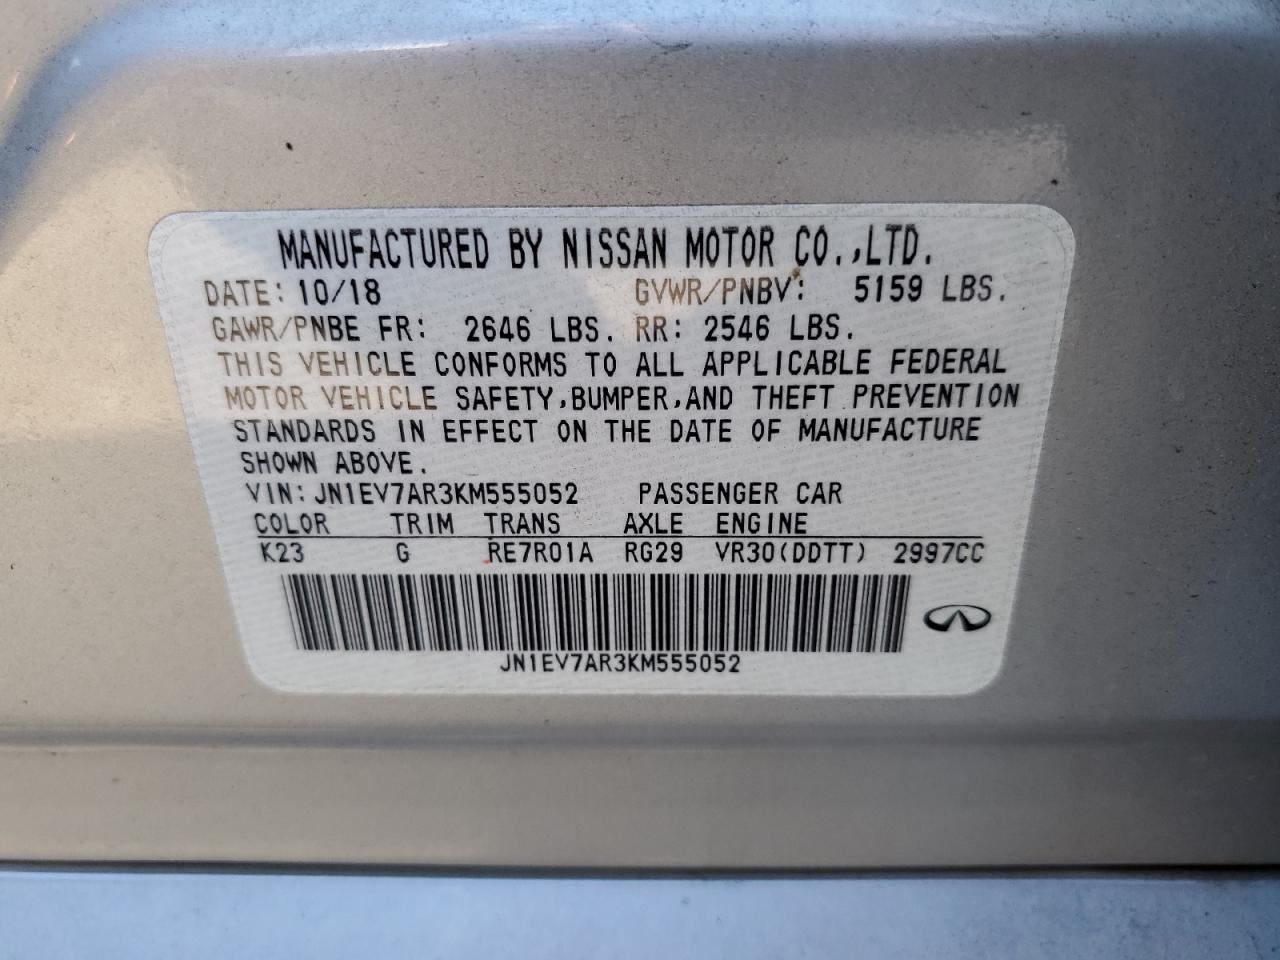 MANUFACTURED BY NISSAN MOTOR CO.,LTD.
DATE: 10/18 GVWR/PNBV: 5159 LBS.
GAWR/PNBE FR: 2646 LBS. RR: 2546 LBS.
THIS VEHICLE CONFORMS TO ALL APPLICABLE FEDERAL
MOTOR VEHICLE SAFETY,BUMPER,AND THEFT PREVENTION
STANDARDS IN EFFECT ON THE DATE OF MANUFACTURE
SHOWN ABOVE.
VIN: JN1EV7AR3KM555052 PASSENGER CAR
COLOR TRIM TRANS AXLE ENGINE
K23 G RE7R01A RG29 VR30(DDTT) 2997CC
JN1EV7AR3KM555052